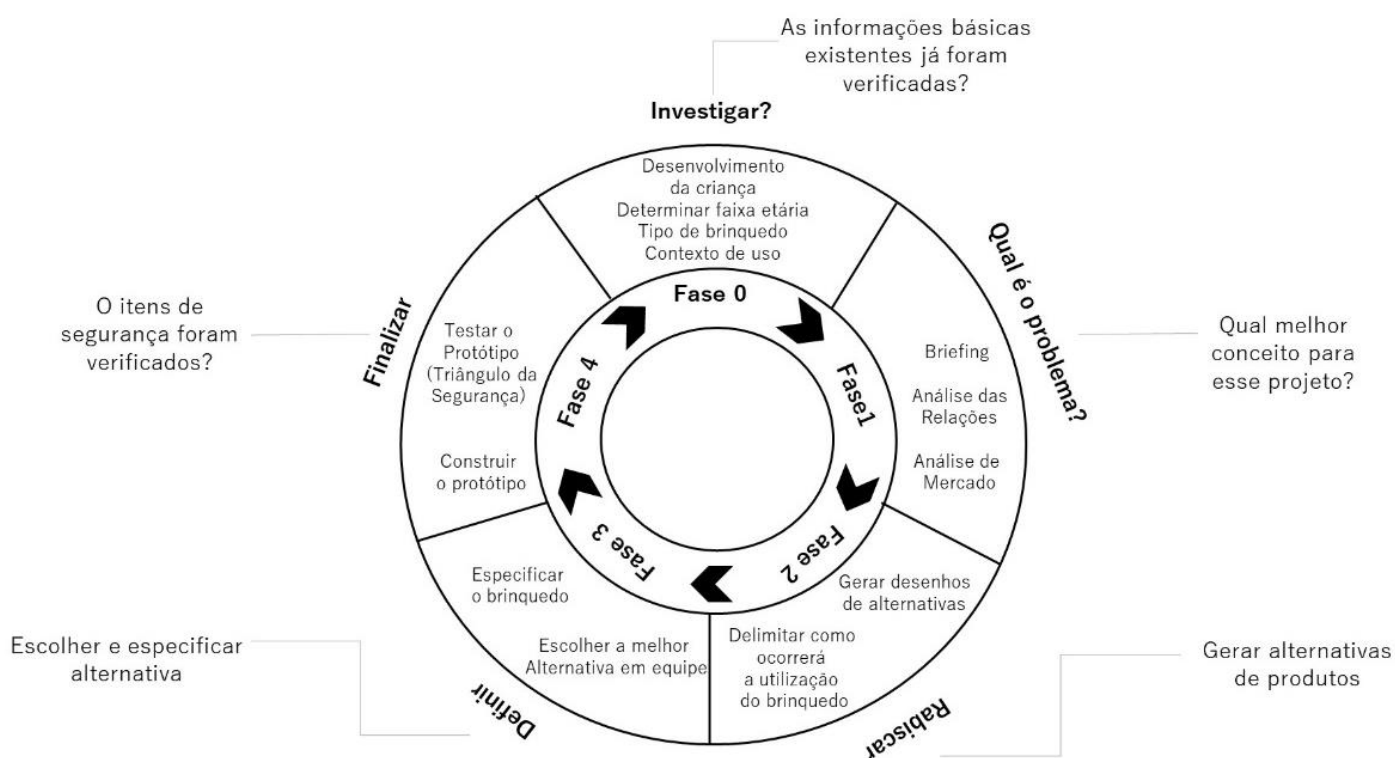 As informações básicas
existentes já foram
verificadas?
Investigar?
Desenvolvimento
da criança
Determinar faixa etária
Tipo de brinquedo
Contexto de uso
Fase 0
Qual é o problema?
Qual melhor
conceito para
esse projeto?
Briefing
Análise das
Relações
Análise de
Mercado
Fase1
Gerar desenhos
de alternativas
Delimitar como
ocorrerá
a utilização
do brinquedo
Fase 2
Rabiscar
Gerar alternativas
de produtos
Especificar
o brinquedo
Escolher a melhor
Alternativa em equipe
Fase 3
Definir
Escolher e especificar
alternativa
Testar o
Protótipo
(Triângulo da
Segurança)
Construir
o protótipo
Fase 4
Finalizar
O itens de
segurança foram
verificados?